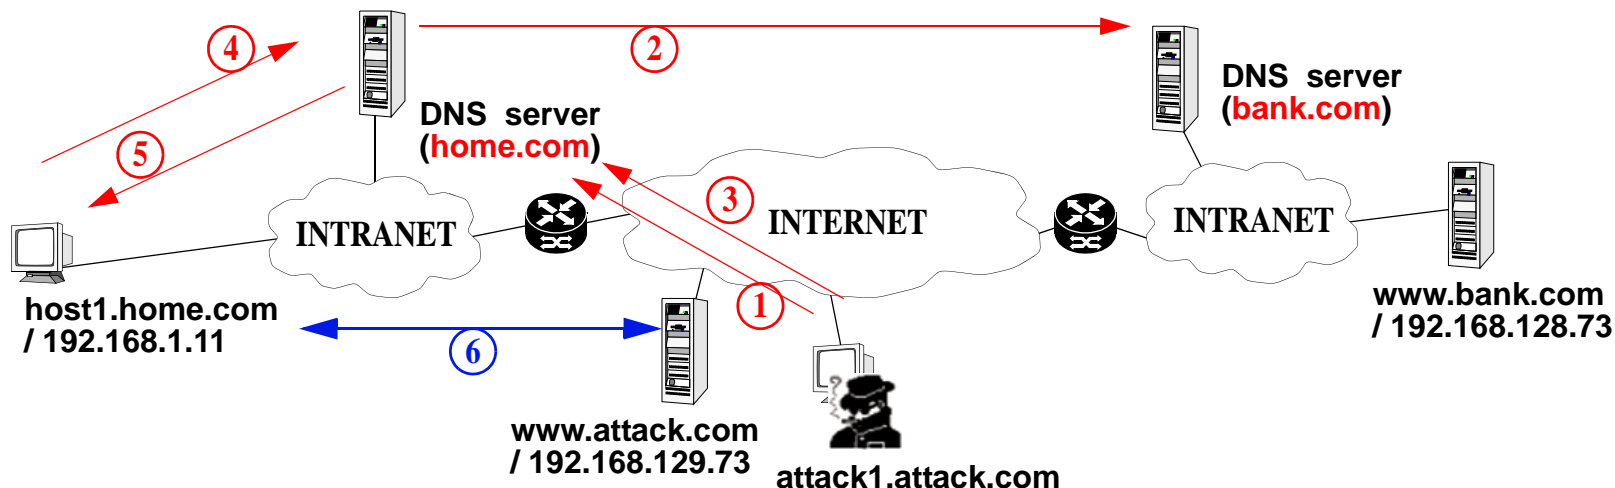 4
2
DNS server
(bank.com)
DNS server
(home.com)
5
3
INTRANET
INTERNET
INTRANET
host1.home.com
/ 192.168.1.11
1
www.bank.com
/ 192.168.128.73
6
www.attack.com
/ 192.168.129.73
attack1.attack.com